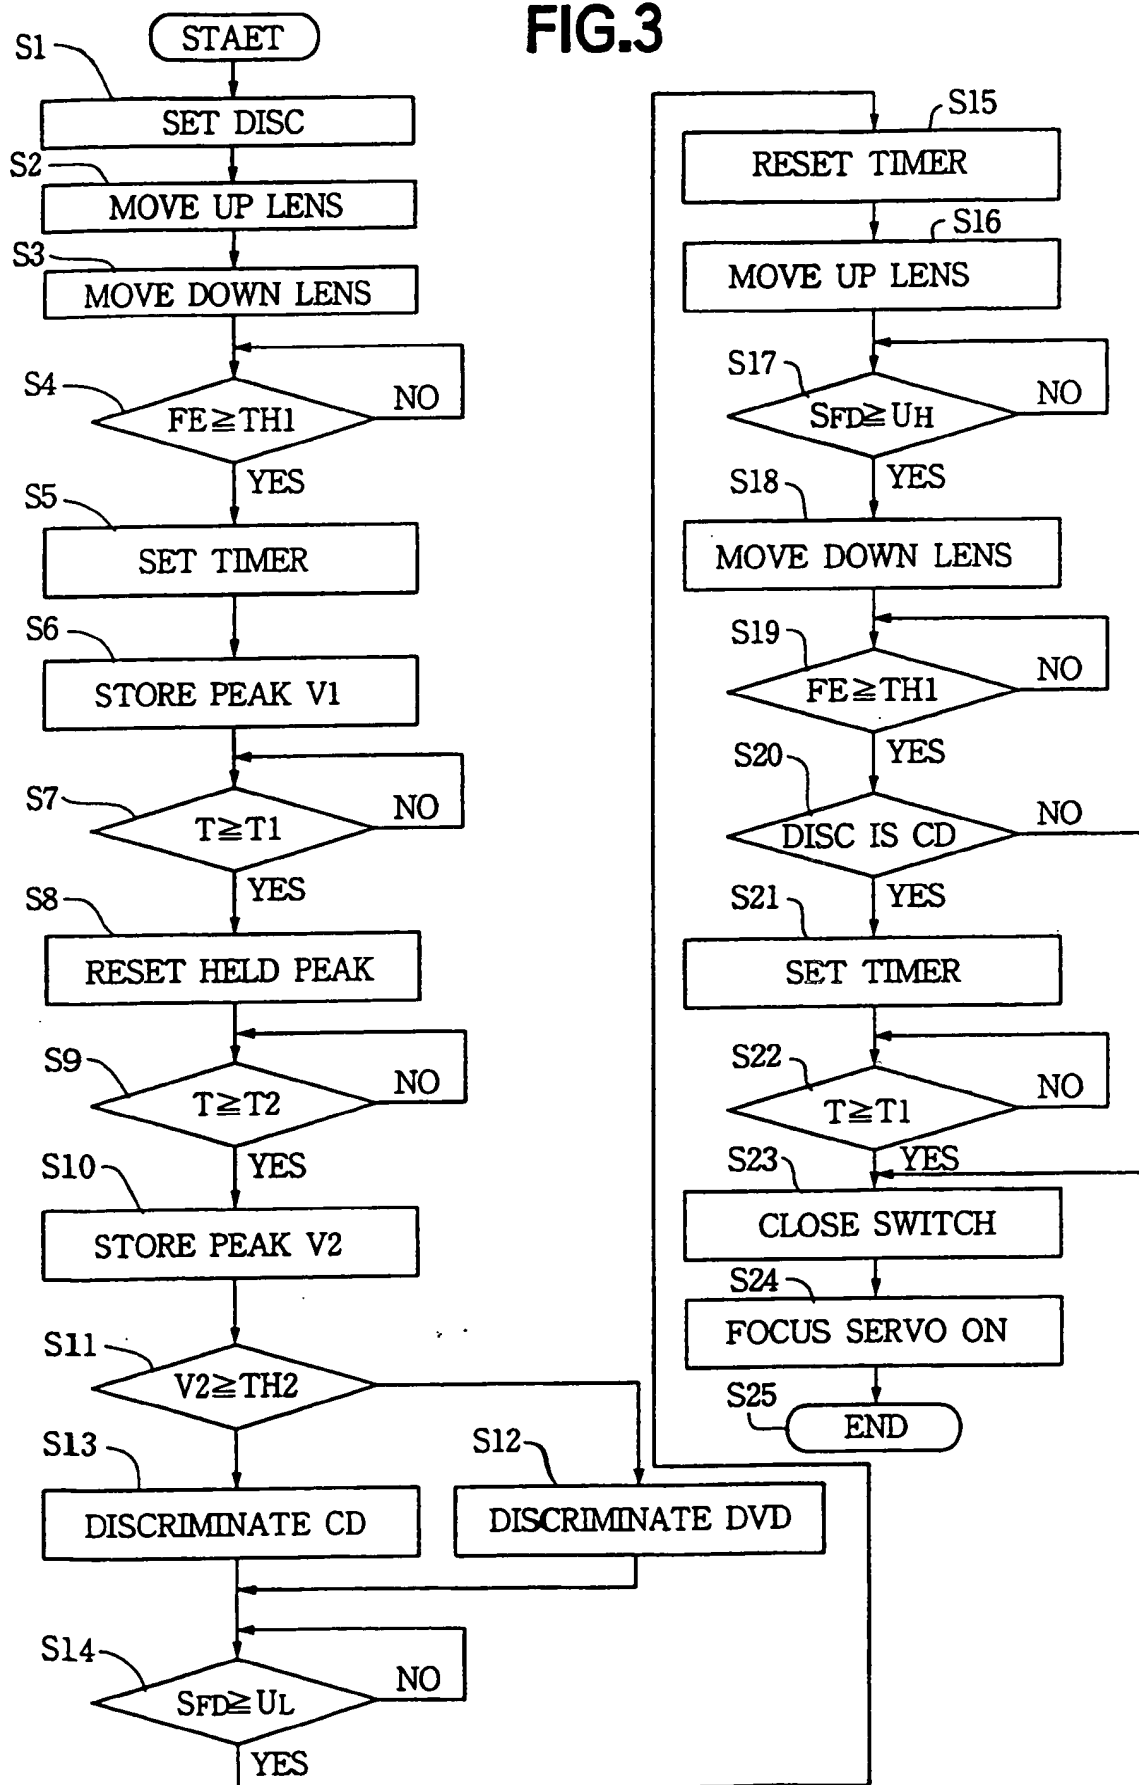 FIG.3
STAET
S1
SET DISC
S2
MOVE UP LENS
S3
MOVE DOWN LENS
S4
FE≧TH1
NO
YES
S5
SET TIMER
S6
STORE PEAK V1
S7
T≧T1
NO
YES
S8
RESET HELD PEAK
S9
T≧T2
NO
YES
S10
STORE PEAK V2
S11
V2≧TH2
S13
DISCRIMINATE CD
S12
DISCRIMINATE DVD
S14
SFD≧UL
NO
YES
S15
RESET TIMER
S16
MOVE UP LENS
S17
SFD≧UH
NO
YES
S18
MOVE DOWN LENS
S19
FE≧TH1
NO
YES
S20
DISC IS CD
NO
YES
S21
SET TIMER
S22
T≧T1
NO
YES
S23
CLOSE SWITCH
S24
FOCUS SERVO ON
S25
END